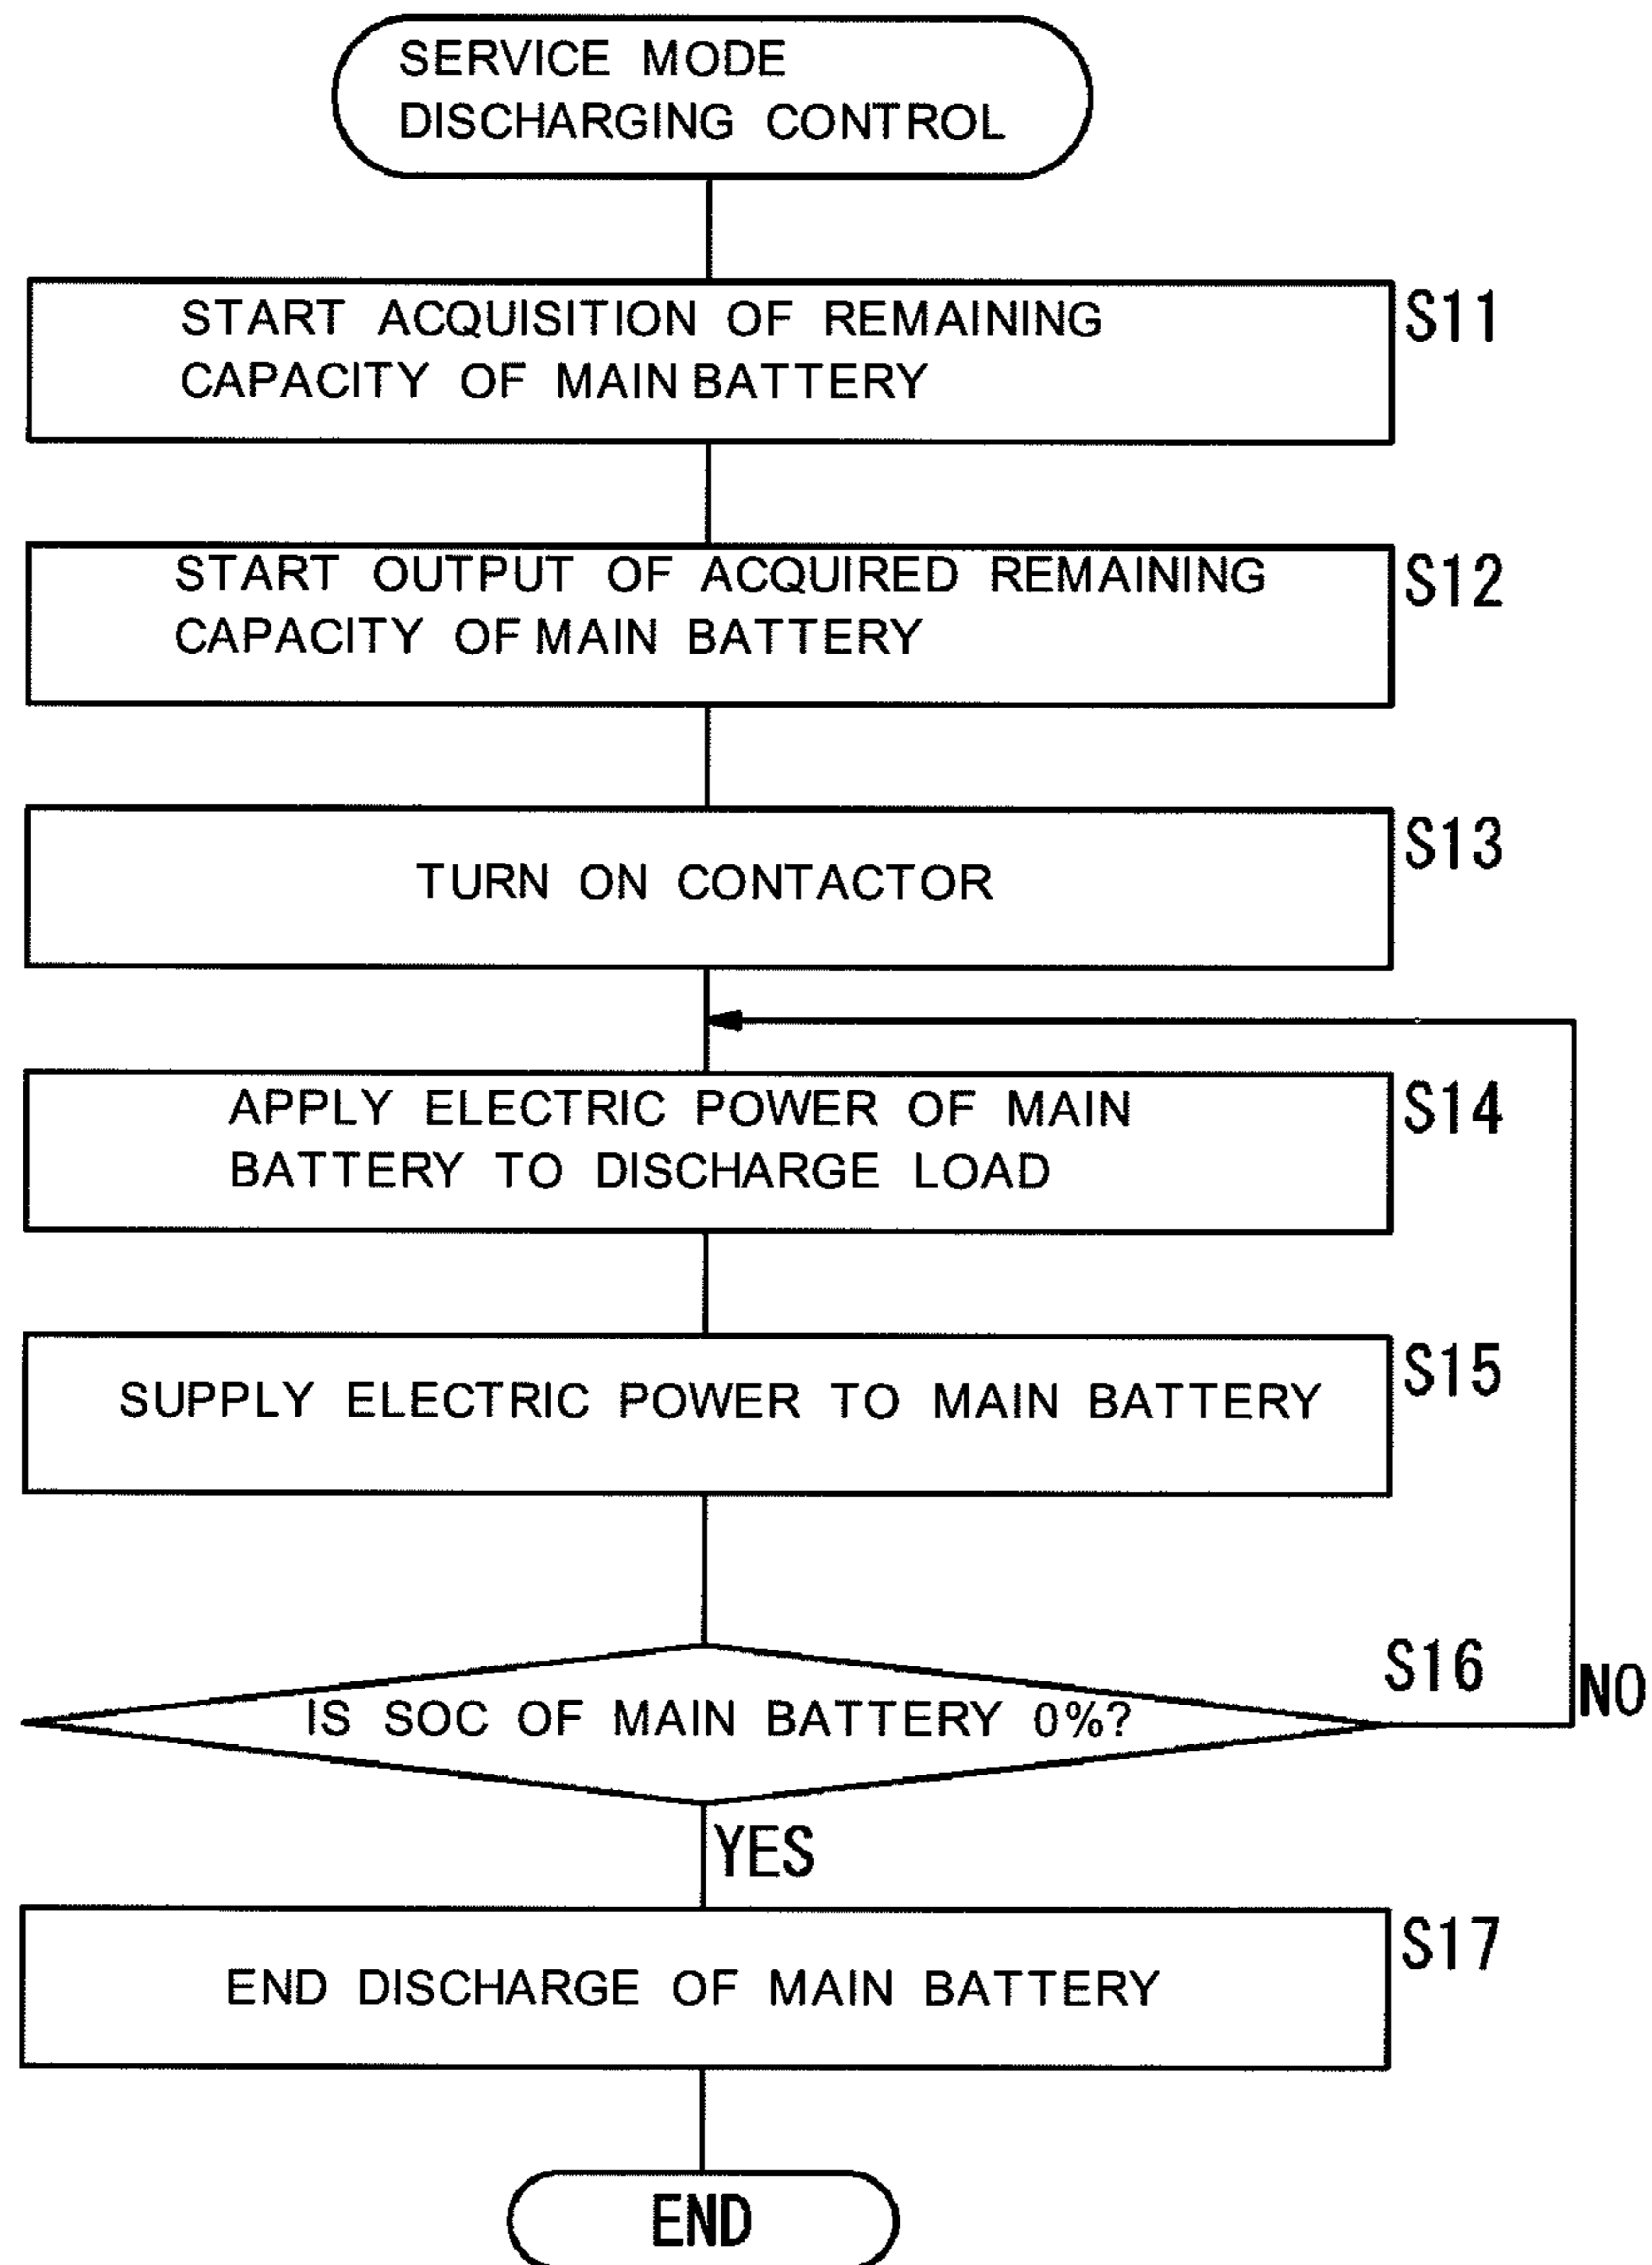 SERVICE MODE
DISCHARGING CONTROL
START ACQUISITION OF REMAINING
CAPACITY OF MAIN BATTERY
S11
START OUTPUT OF ACQUIRED REMAINING
CAPACITY OF MAIN BATTERY
S12
TURN ON CONTACTOR
S13
APPLY ELECTRIC POWER OF MAIN
BATTERY TO DISCHARGE LOAD
S14
SUPPLY ELECTRIC POWER TO MAIN BATTERY
S15
IS SOC OF MAIN BATTERY 0%?
S16
NO
YES
END DISCHARGE OF MAIN BATTERY
S17
END